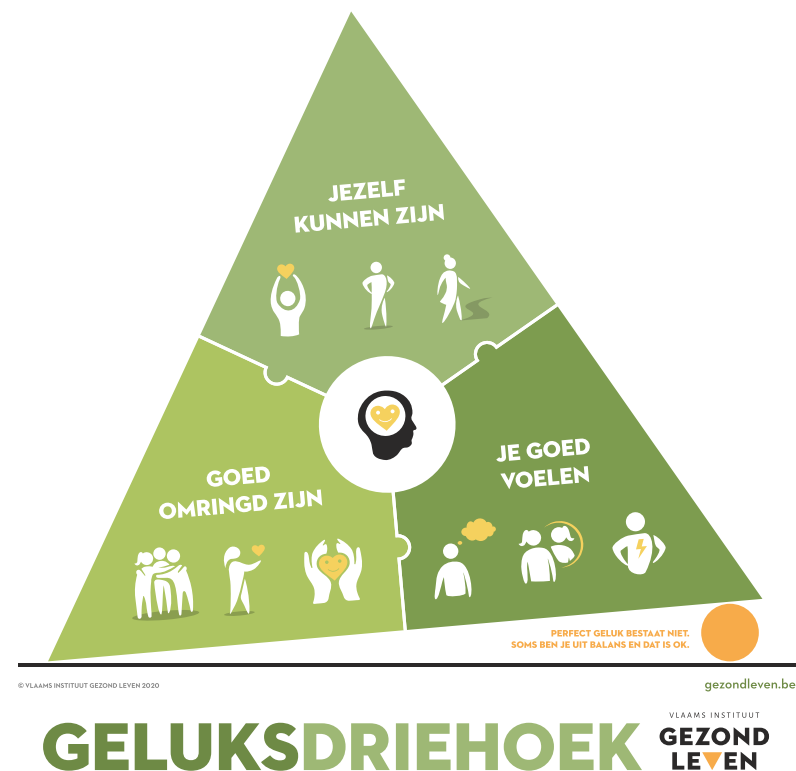 JEZELF
KUNNEN ZIJN
GOED
OMRINGD ZIJN
JE GOED
VOELEN
PERFECT GELUK BESTAAT NIET.
SOMS BEN JE UIT BALANS EN DAT IS OK.
© VLAAMS INSTITUUT GEZOND LEVEN 2020
gezondleven.be
GELUKSDRIEHOEK
VLAAMS INSTITUUT
GEZOND
LEVEN